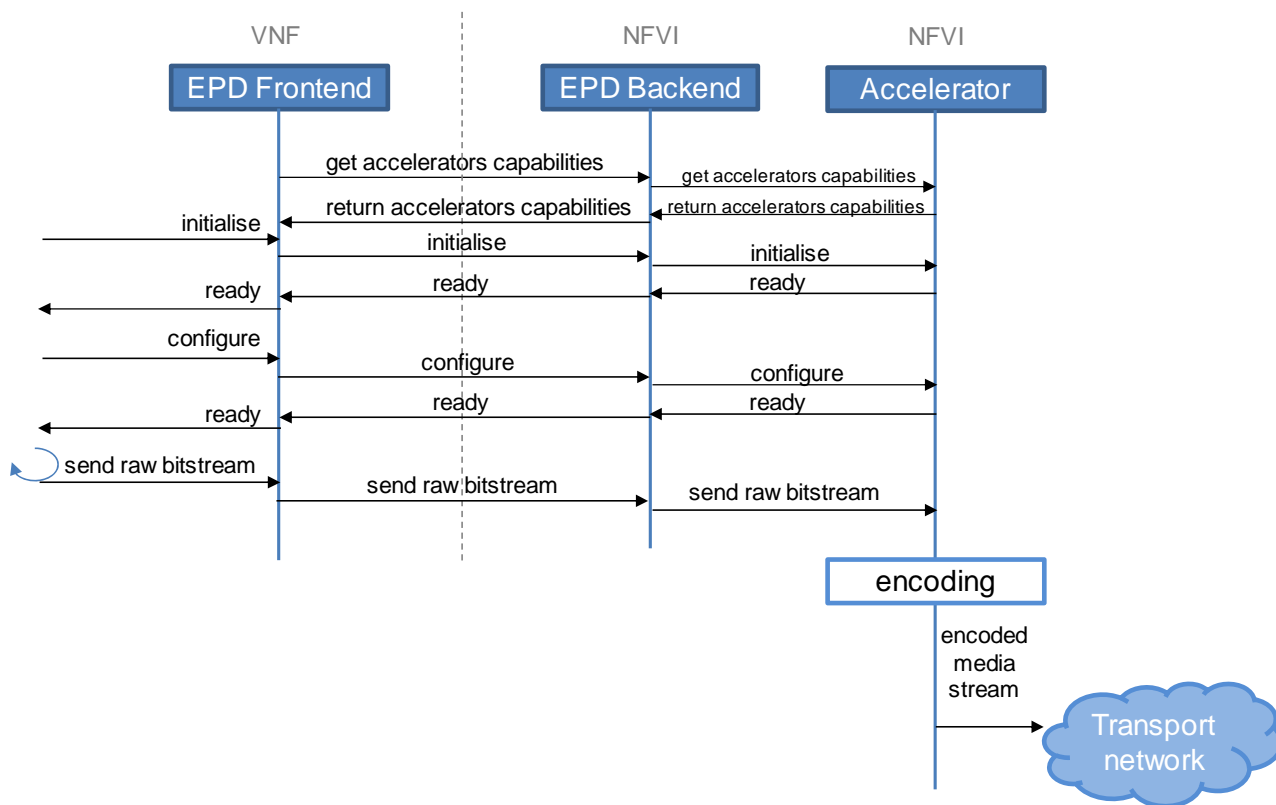 VNF
NFVI
NFVI
EPD Frontend
EPD Backend
Accelerator
get accelerators capabilities
get accelerators capabilities
return accelerators capabilities
return accelerators capabilities
initialise
initialise
initialise
ready
ready
ready
configure
configure
configure
ready
ready
ready
send raw bitstream
send raw bitstream
send raw bitstream
encoding
encoded
media
stream
Transport
network